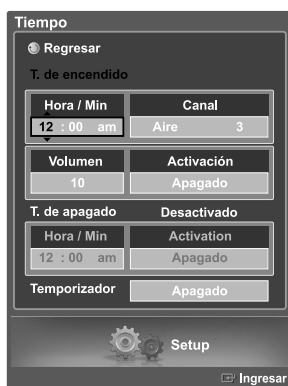 Tiempo
Regresar
T. de encendido
Hora / Min Canal
12 : 00 am Aire 3
Volumen Activación
10 Apagado
T. de apagado Desactivado
Hora / Min Activation
12 : 00 am Apagado
Temporizador Apagado
Setup
Ingresar